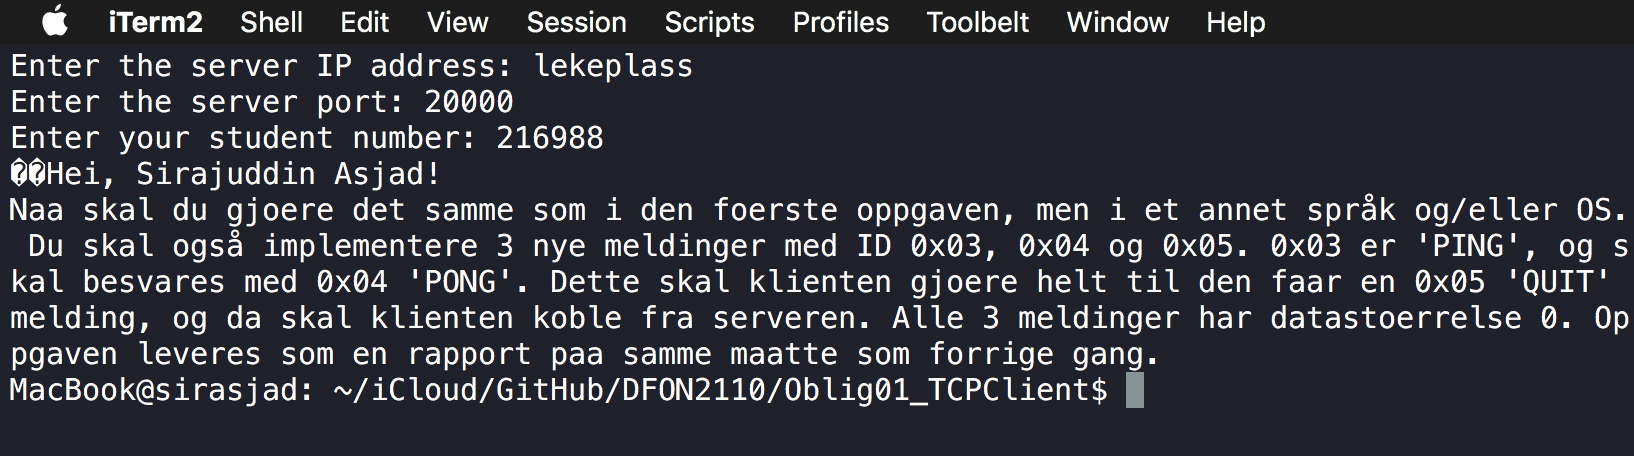 iTerm2 Shell Edit View Session Scripts Profiles Toolbelt Window Help
Enter the server IP address: lekeplass
Enter the server port: 20000
Enter your student number: 216988
��Hei, Sirajuddin Asjad!
Naa skal du gjoere det samme som i den foerste oppgaven, men i et annet språk og/eller OS.
 Du skal også implementere 3 nye meldinger med ID 0x03, 0x04 og 0x05. 0x03 er 'PING', og s
kal besvares med 0x04 'PONG'. Dette skal klienten gjoere helt til den faar en 0x05 'QUIT'
melding, og da skal klienten koble fra serveren. Alle 3 meldinger har datastoerrelse 0. Op
pgaven leveres som en rapport paa samme maatte som forrige gang.
MacBook@sirasjad: ~/iCloud/GitHub/DFON2110/Oblig01_TCPClient$